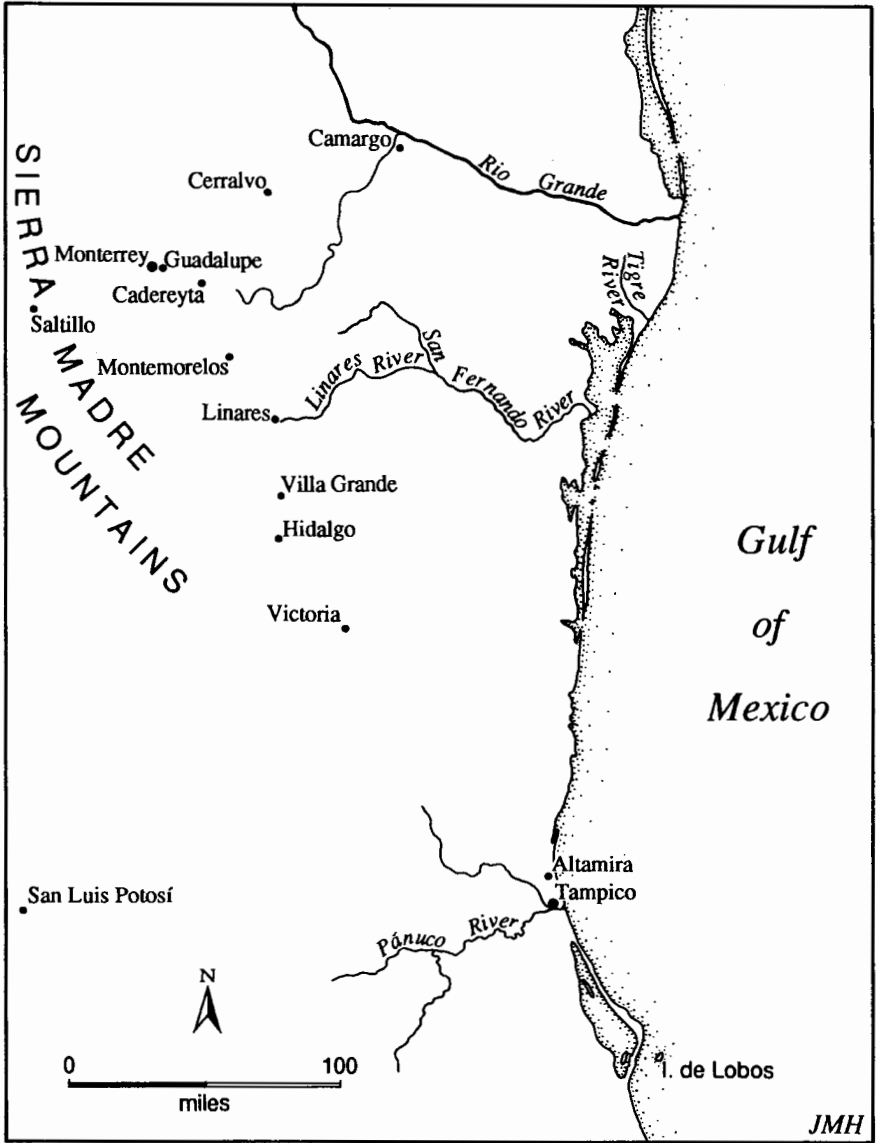 Camargo
Rio Grande
Cerralvo
SIERRA
MADRE
MOUNTAINS
Monterrey
Guadalupe
Cadereyta
Tigre
River
Saltillo
Montemorelos
Linares River
San
Fernando
River
Linares
Villa Grande
Hidalgo
Gulf
of
Mexico
Victoria
Altamira
Tampico
San Luis Potosí
Pánuco River
N
0 100
miles
I. de Lobos
JMH